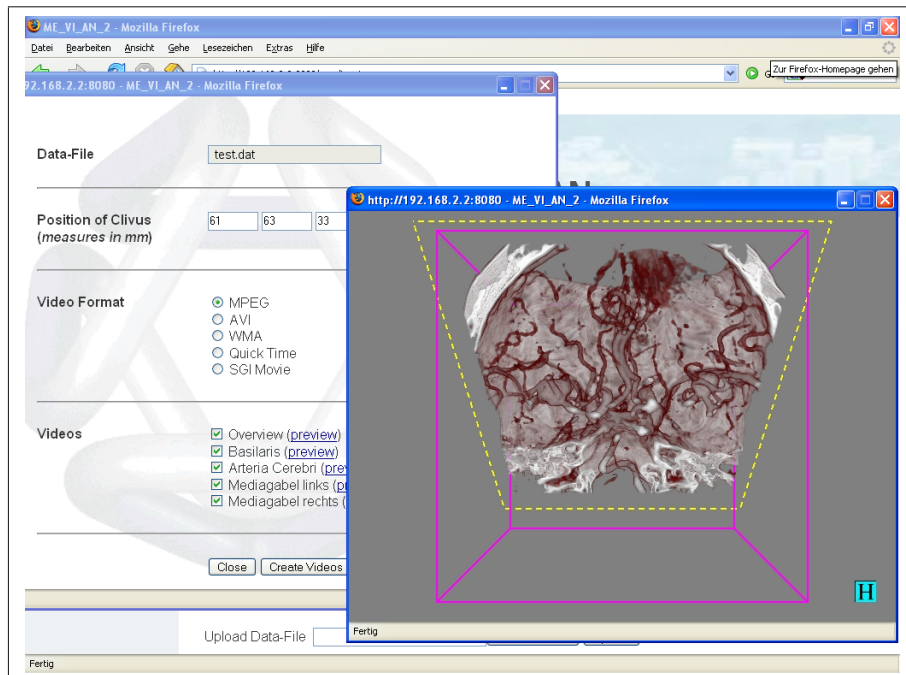 ME_VI_AN_2 - Mozilla Firefox
Datei Bearbeiten Ansicht Gehe Lesezeichen Extras Hilfe
Zur Firefox-Homepage gehen
92.168.2.2:8080 - ME_VI_AN_2 - Mozilla Firefox
Data-File test.dat
AN
http://192.168.2.2:8080 - ME_VI_AN_2 - Mozilla Firefox
Position of Clivus 61 63 33
(measures in mm)
Video Format MPEG
AVI
WMA
Quick Time
SGI Movie
Videos Overview (preview)
Basilaris (preview)
Arteria Cerebri (prev
Mediagabel links (p
Mediagabel rechts (
Close Create Videos
H
Fertig
Upload Data-File
Fertig